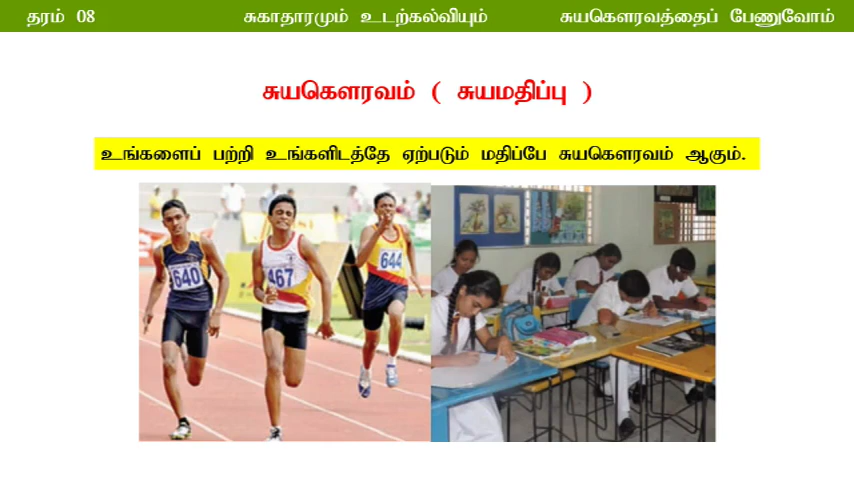 தரம் 08 சுகாதாரமும் உடற்கல்வியும் சுயகௌரவத்தைப் பேணுவோம்
சுயகௌரவம் ( சுயமதிப்பு )
உங்களைப் பற்றி உங்களிடத்தே ஏற்படும் மதிப்பே சுயகௌரவம் ஆகும்.
640
467
644